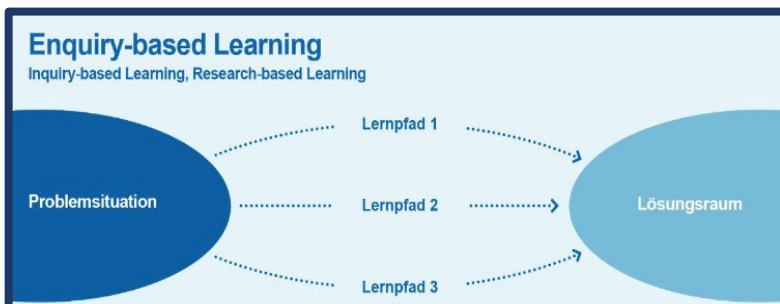 Enquiry-based Learning
Inquiry-based Learning, Research-based Learning
Lernpfad 1
Problemsituation
Lernpfad 2
Lösungsraum
Lernpfad 3